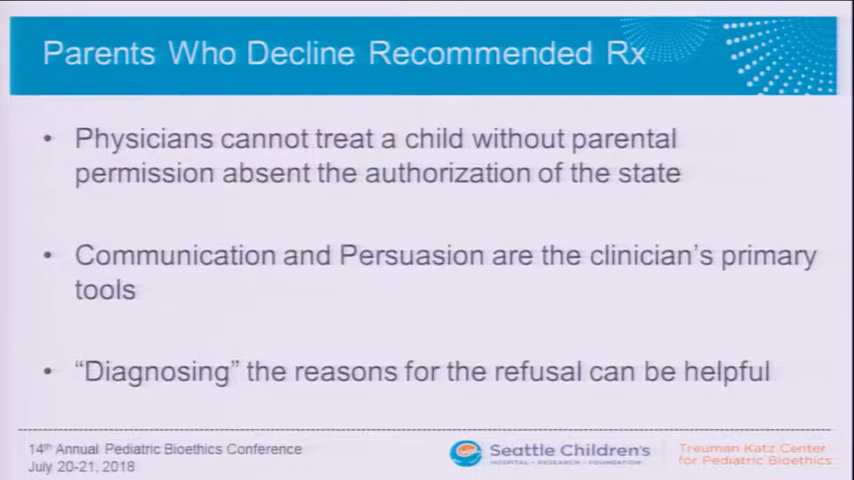 Parents Who Decline Recommended Rx
• Physicians cannot treat a child without parental
permission absent the authorization of the state
• Communication and Persuasion are the clinician's primary
tools
• "Diagnosing" the reasons for the refusal can be helpful
14th Annual Pediatric Bioethics Conference
July 20-21, 2018
Seattle Children's
HOSPITAL • RESEARCH • FOUNDATION
Treuman Katz Center
for Pediatric Bioethics